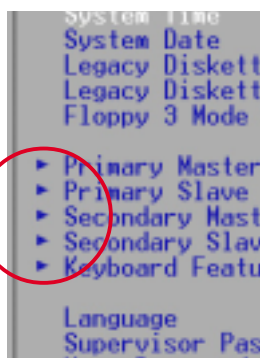 System Time
System Date
Legacy Diskett
Legacy Diskett
Floppy 3 Mode
Primary Master
Primary Slave
Secondary Mast
Secondary Slav
Keyboard Featu
Language
Supervisor Pas